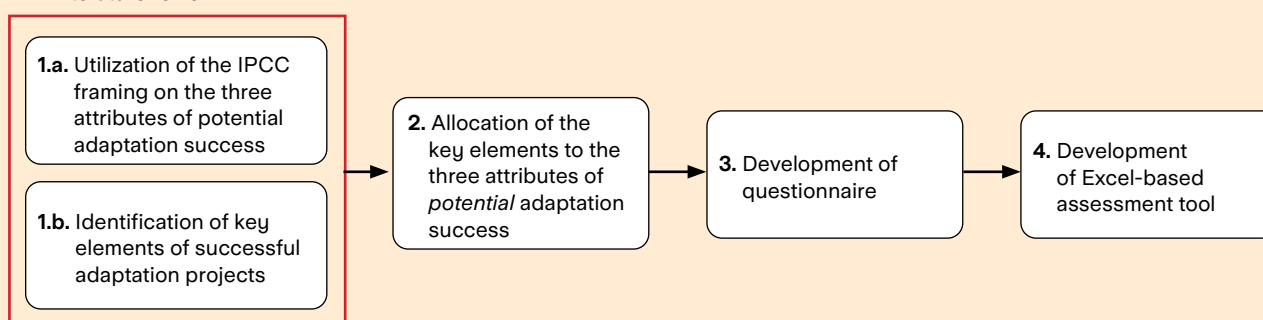 1.a. Utilization of the IPCC
framing on the three
attributes of potential
adaptation success
1.b. Identification of key
elements of successful
adaptation projects
2. Allocation of the
key elements to the
three attributes of
potential adaptation
success
3. Development of
questionnaire
4. Development
of Excel-based
assessment tool